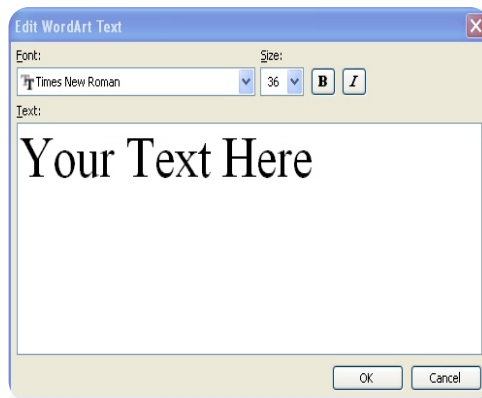 Edit WordArt Text
Font: Size:
Times New Roman 36 B I
Text:
Your Text Here
OK Cancel